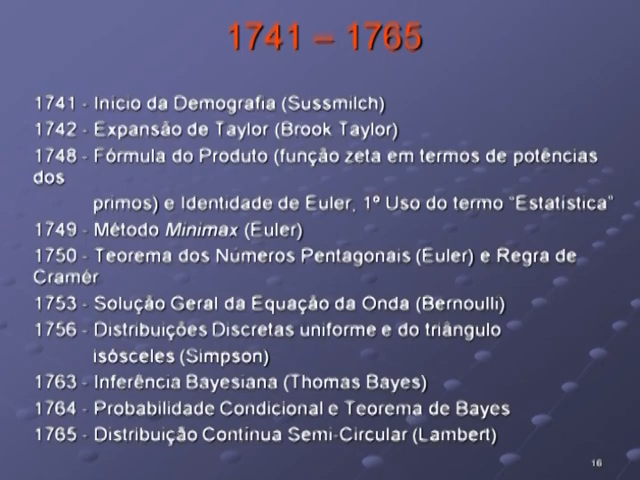 1741 – 1765
1741 - Início da Demografia (Sussmilch)
1742 - Expansão de Taylor (Brook Taylor)
1748 - Fórmula do Produto (função zeta em termos de potências
dos
primos) e Identidade de Euler, 1º Uso do termo “Estatística”
1749 - Método Minimax (Euler)
1750 - Teorema dos Números Pentagonais (Euler) e Regra de
Cramér
1753 - Solução Geral da Equação da Onda (Bernoulli)
1756 - Distribuições Discretas uniforme e do triângulo
isósceles (Simpson)
1763 - Inferência Bayesiana (Thomas Bayes)
1764 - Probabilidade Condicional e Teorema de Bayes
1765 - Distribuição Contínua Semi-Circular (Lambert)
16